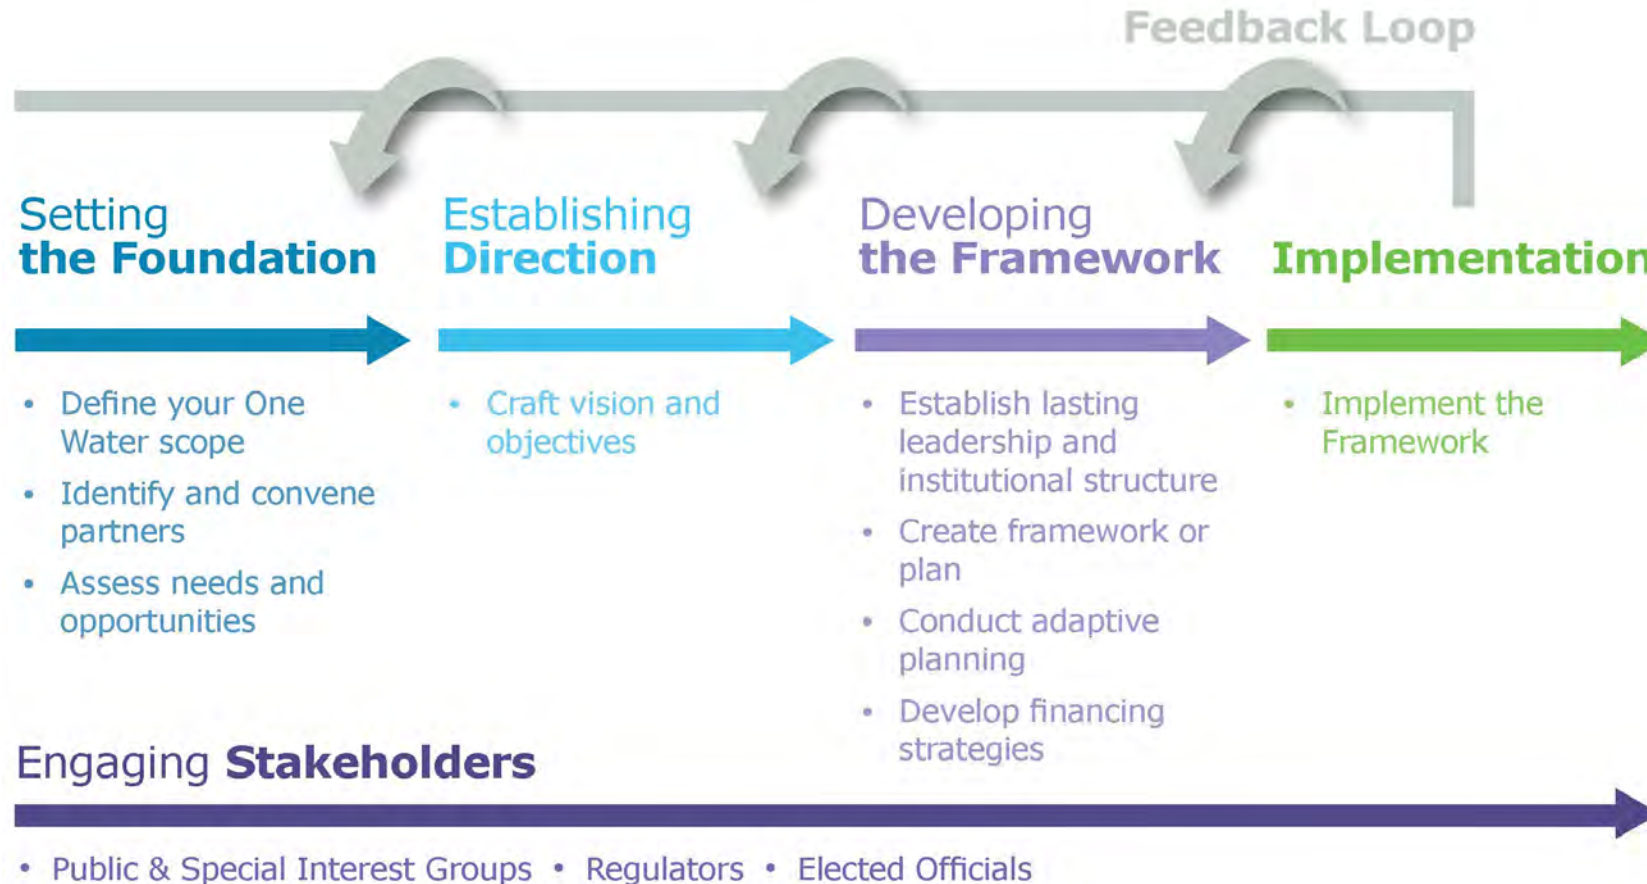 Feedback Loop
Setting
the Foundation
• Define your One
Water scope
• Identify and convene
partners
• Assess needs and
opportunities
Establishing
Direction
• Craft vision and
objectives
Developing
the Framework
• Establish lasting
leadership and
institutional structure
• Create framework or
plan
• Conduct adaptive
planning
• Develop financing
strategies
Implementation
• Implement the
Framework
Engaging Stakeholders
• Public & Special Interest Groups • Regulators • Elected Officials